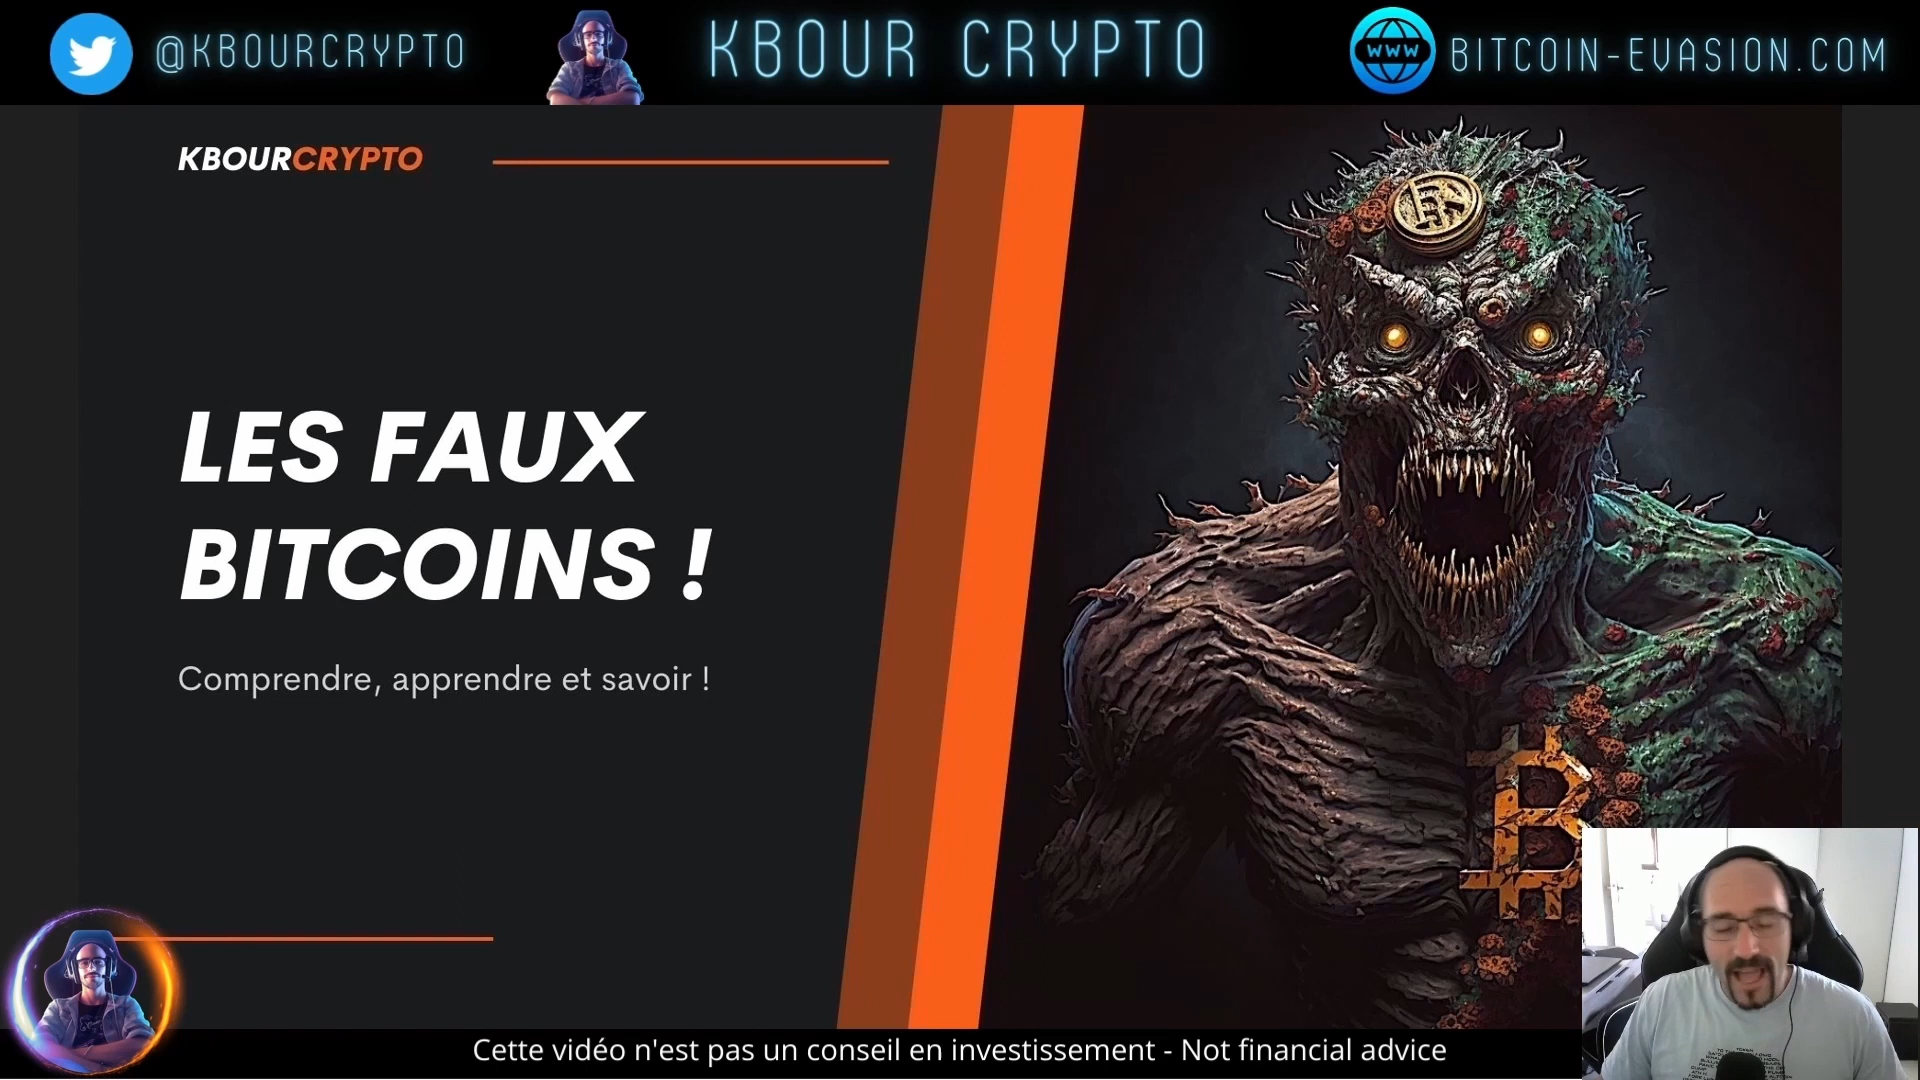 @KBOURCRYPTO
KBOUR CRYPTO
WWW
BITCOIN-EVASION.COM
KBOURCRYPTO
LES FAUX
BITCOINS !
Comprendre, apprendre et savoir !
Cette vidéo n'est pas un conseil en investissement - Not financial advice